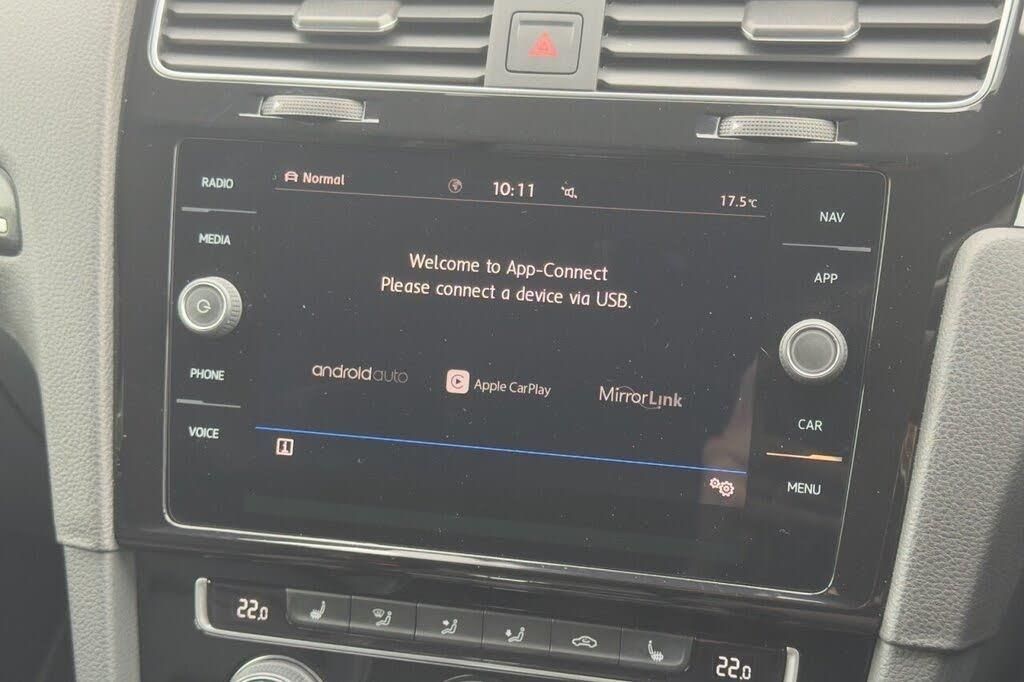 RADIO
MEDIA
PHONE
VOICE
Normal
10:11
17.5°C
Welcome to App-Connect
Please connect a device via USB.
androidauto
Apple CarPlay
MirrorLink
NAV
APP
CAR
MENU
22.0
22.0